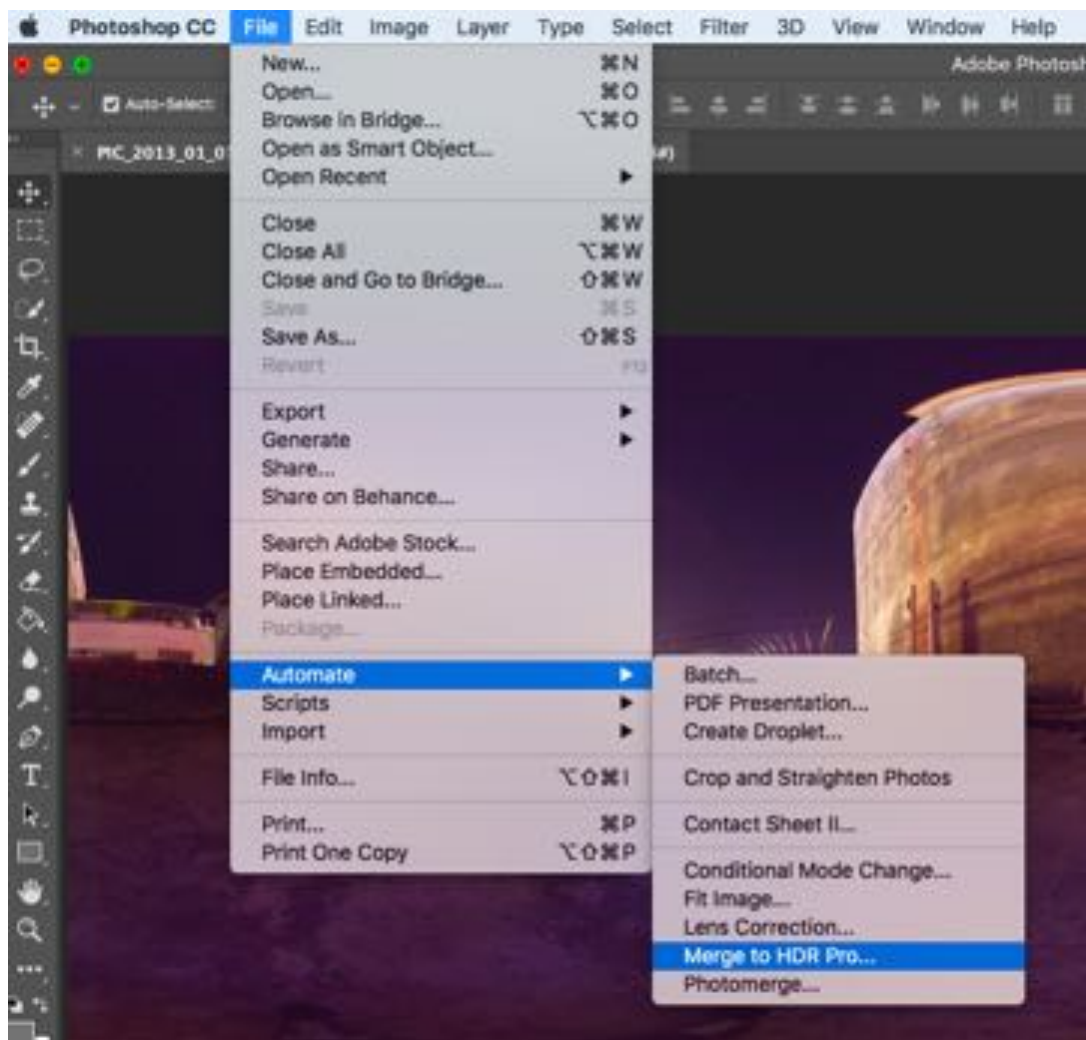 Photoshop CC File Edit Image Layer Type Select Filter 3D View Window Help
Adobe Photosh
Auto-Select:
PIC_2013_01_0
#)
New... ⌘N
Open... ⌘O
Browse in Bridge... ⌥⌘O
Open as Smart Object...
Open Recent ▶
Close ⌘W
Close All ⌥⌘W
Close and Go to Bridge... ⇧⌘W
Save ⌘S
Save As... ⇧⌘S
Revert F12
Export ▶
Generate ▶
Share...
Share on Behance...
Search Adobe Stock...
Place Embedded...
Place Linked...
Package...
Automate ▶
Scripts ▶
Import ▶
File Info... ⌥⇧⌘I
Print... ⌘P
Print One Copy ⌥⇧⌘P
Batch...
PDF Presentation...
Create Droplet...
Crop and Straighten Photos
Contact Sheet II...
Conditional Mode Change...
Fit Image...
Lens Correction...
Merge to HDR Pro...
Photomerge...